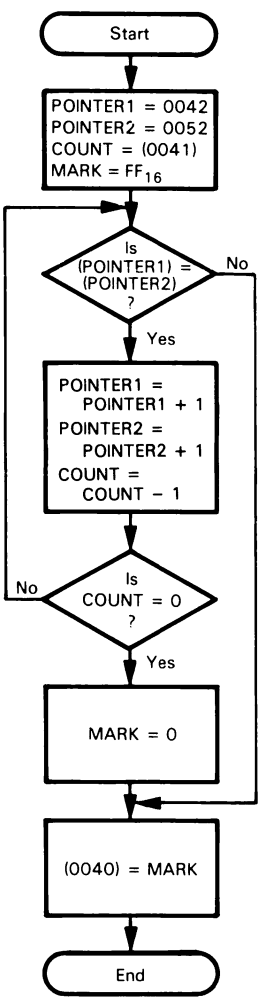 Start
POINTER1 = 0042
POINTER2 = 0052
COUNT = (0041)
MARK = FF16
Is
(POINTER1) =
(POINTER2)
?
No
Yes
POINTER1 =
POINTER1 + 1
POINTER2 =
POINTER2 + 1
COUNT =
COUNT − 1
Is
COUNT = 0
?
No
Yes
MARK = 0
(0040) = MARK
End